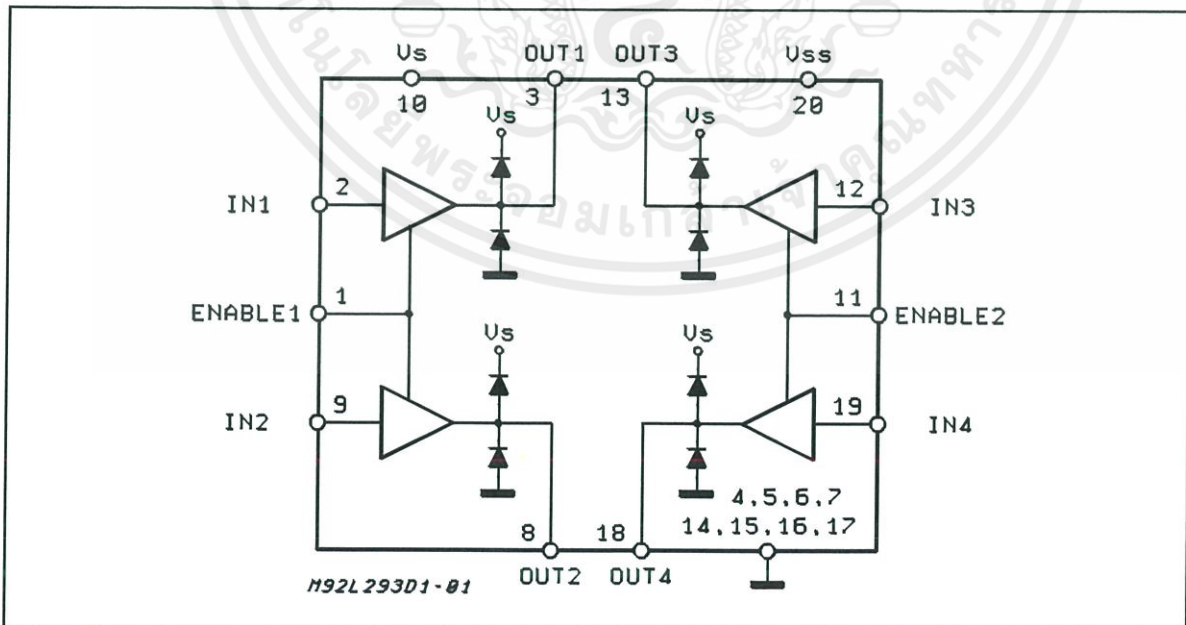 Vs OUT1 OUT3 Vss
10 3 13 20
Vs Vs
IN1 2 12 IN3
ENABLE1 1 11 ENABLE2
Vs Vs
IN2 9 19 IN4
4,5,6,7
8 18 14,15,16,17
OUT2 OUT4
M92L293D1-01